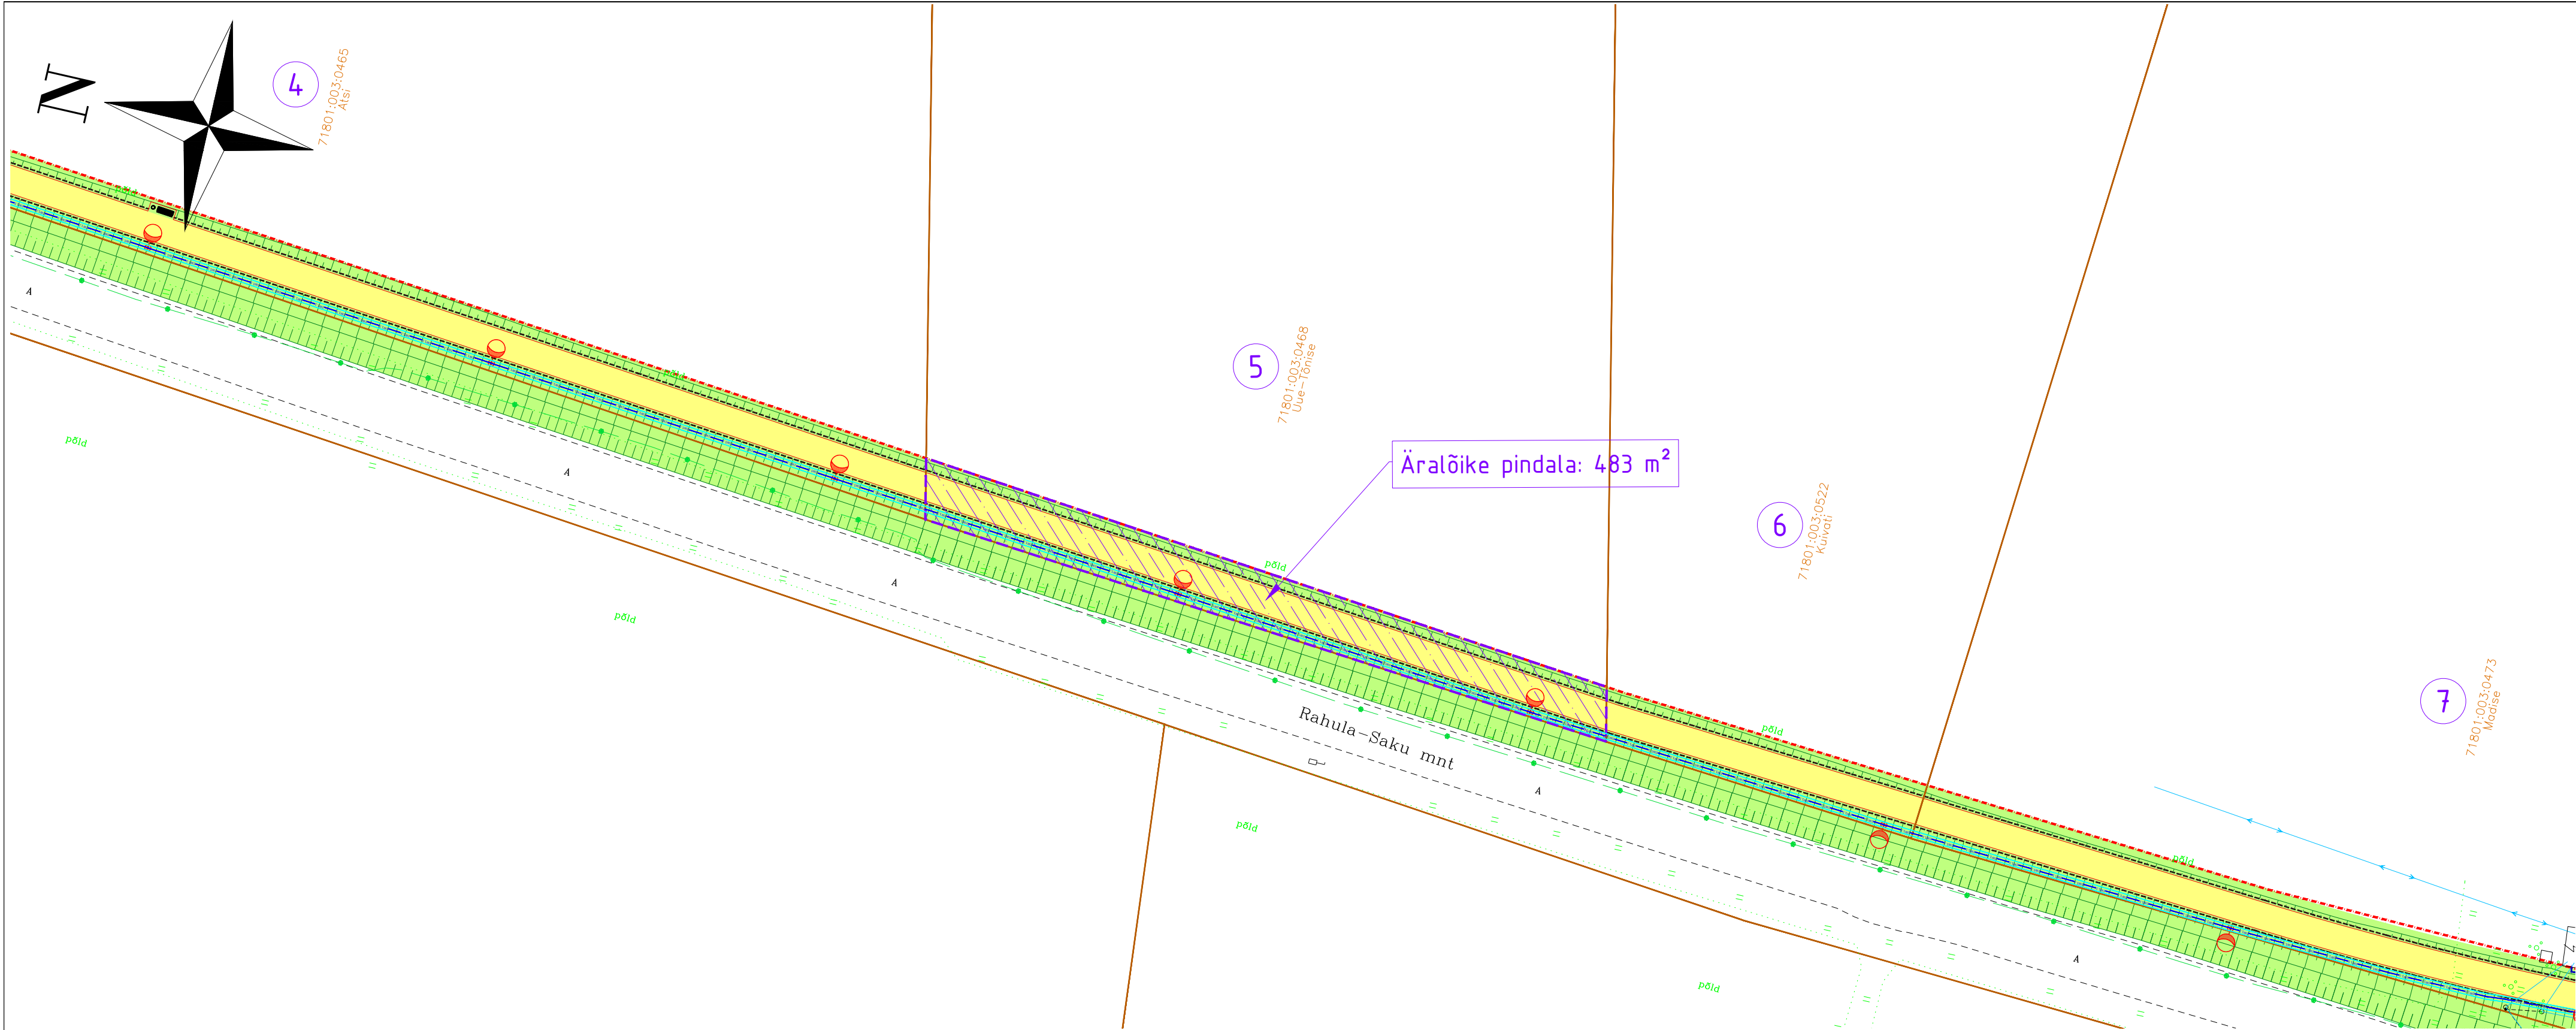 N
4
71801:003:0465
Atsi
põld
5
71801:003:0468
Uue-Tõnise
põld
A
põld
A
Äralõike pindala: 483 m²
6
71801:003:0522
Kuivati
põld
A
põld
Rahula-Saku mnt
7
71801:003:0473
Madise
põld
A
põld
põld
A
põld